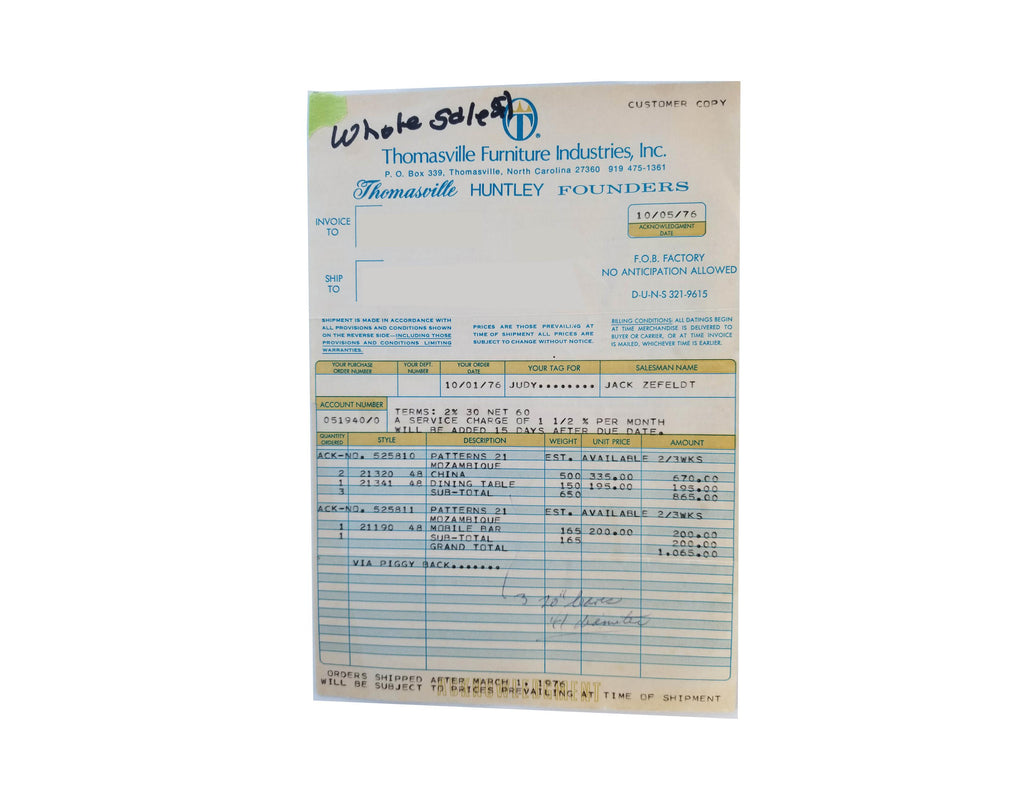 CUSTOMER COPY
Whole sale
T
Thomasville Furniture Industries, Inc.
P. O. Box 339, Thomasville, North Carolina 27360 919 475-1361
Thomasville HUNTLEY FOUNDERS
INVOICE TO
10/05/76
ACKNOWLEDGMENT DATE
F.O.B. FACTORY
NO ANTICIPATION ALLOWED
SHIP TO
D-U-N-S 321-9615
SHIPMENT IS MADE IN ACCORDANCE WITH
ALL PROVISIONS AND CONDITIONS SHOWN
ON THE REVERSE SIDE—INCLUDING THOSE
PROVISIONS AND CONDITIONS LIMITING
WARRANTIES.
PRICES ARE THOSE PREVAILING AT
TIME OF SHIPMENT ALL PRICES ARE
SUBJECT TO CHANGE WITHOUT NOTICE.
BILLING CONDITIONS: ALL DATINGS BEGIN
AT TIME MERCHANDISE IS DELIVERED TO
BUYER OR CARRIER, OR AT TIME INVOICE
IS MAILED, WHICHEVER TIME IS EARLIER.
YOUR PURCHASE ORDER NUMBER YOUR DEPT. NUMBER YOUR ORDER DATE YOUR TAG FOR SALESMAN NAME
10/01/76 JUDY........ JACK ZEFELDT
ACCOUNT NUMBER
051940/0
TERMS: 2% 30 NET 60
A SERVICE CHARGE OF 1 1/2 % PER MONTH
WILL BE ADDED 15 DAYS AFTER DUE DATE.
QUANTITY ORDERED STYLE DESCRIPTION WEIGHT UNIT PRICE AMOUNT
ACK-NO. 525810 PATTERNS 21 EST. AVAILABLE 2/3WKS
MOZAMBIQUE
2 21320 48 CHINA 500 335.00 670.00
1 21341 48 DINING TABLE 150 195.00 195.00
3 SUB-TOTAL 650 865.00
ACK-NO. 525811 PATTERNS 21 EST. AVAILABLE 2/3WKS
MOZAMBIQUE
1 21190 48 MOBILE BAR 165 200.00 200.00
1 SUB-TOTAL 165 200.00
GRAND TOTAL 1,065.00
VIA PIGGY BACK.......
3 20"
41 diameter
ORDERS SHIPPED AFTER MARCH 1, 1976
WILL BE SUBJECT TO PRICES PREVAILING AT TIME OF SHIPMENT
ACKNOWLEDGMENT